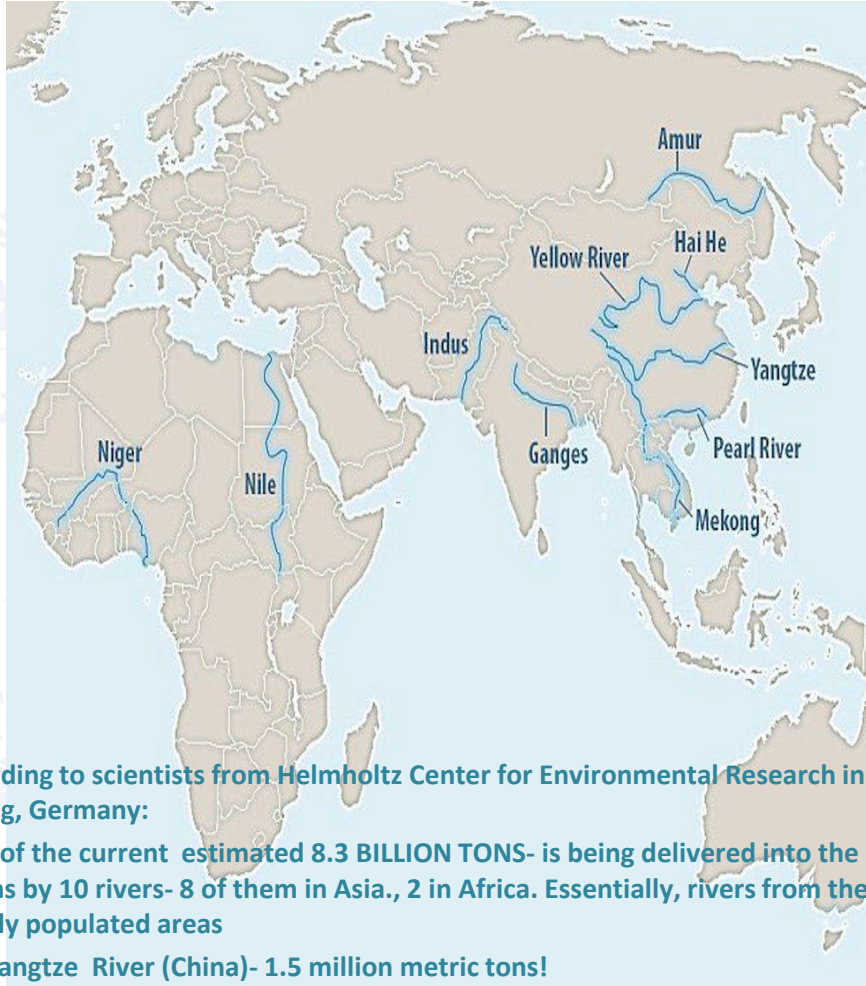 Amur
Hai He
Yellow River
Indus
Yangtze
Ganges
Pearl River
Niger
Nile
Mekong
to scientists from Helmholtz Center for Environmental Research in
Germany:
of the current estimated 8.3 BILLION TONS- is being delivered into the
by 10 rivers- 8 of them in Asia., 2 in Africa. Essentially, rivers from the
populated areas
River (China)- 1.5 million metric tons!